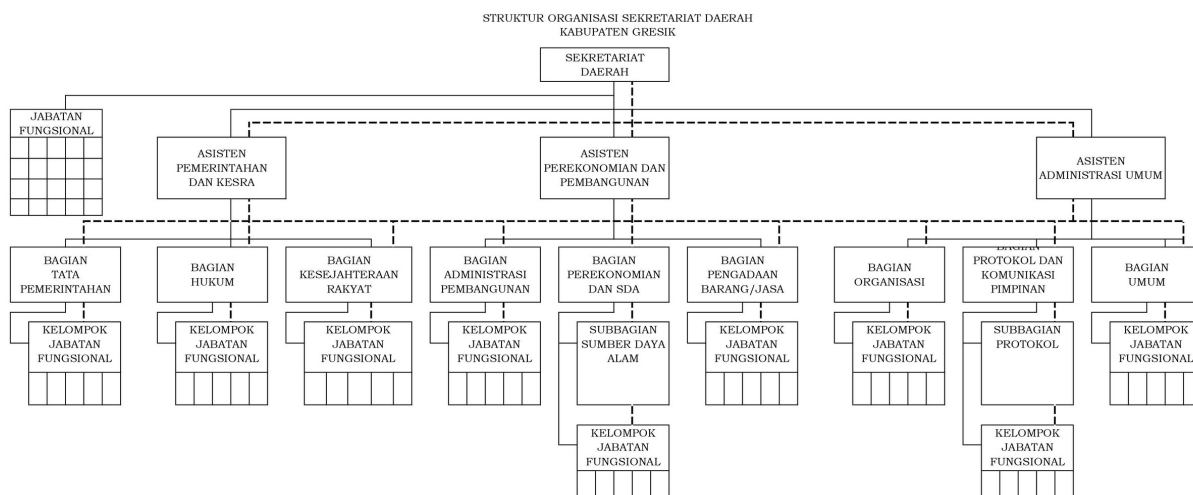 STRUKTUR ORGANISASI SEKRETARIAT DAERAH
KABUPATEN GRESIK
SEKRETARIAT
DAERAH
JABATAN
FUNGSIONAL
ASISTEN
PEMERINTAHAN
DAN KESRA
ASISTEN
PEREKONOMIAN DAN
PEMBANGUNAN
ASISTEN
ADMINISTRASI UMUM
BAGIAN
TATA
PEMERINTAHAN
BAGIAN
HUKUM
BAGIAN
KESEJAHTERAAN
RAKYAT
BAGIAN
ADMINISTRASI
PEMBANGUNAN
BAGIAN
PEREKONOMIAN
DAN SDA
BAGIAN
PENGADAAN
BARANG/JASA
BAGIAN
ORGANISASI
BAGIAN
PROTOKOL DAN
KOMUNIKASI
PIMPINAN
BAGIAN
UMUM
KELOMPOK
JABATAN
FUNGSIONAL
KELOMPOK
JABATAN
FUNGSIONAL
KELOMPOK
JABATAN
FUNGSIONAL
KELOMPOK
JABATAN
FUNGSIONAL
SUBBAGIAN
SUMBER DAYA
ALAM
KELOMPOK
JABATAN
FUNGSIONAL
KELOMPOK
JABATAN
FUNGSIONAL
SUBBAGIAN
PROTOKOL
KELOMPOK
JABATAN
FUNGSIONAL
KELOMPOK
JABATAN
FUNGSIONAL
KELOMPOK
JABATAN
FUNGSIONAL